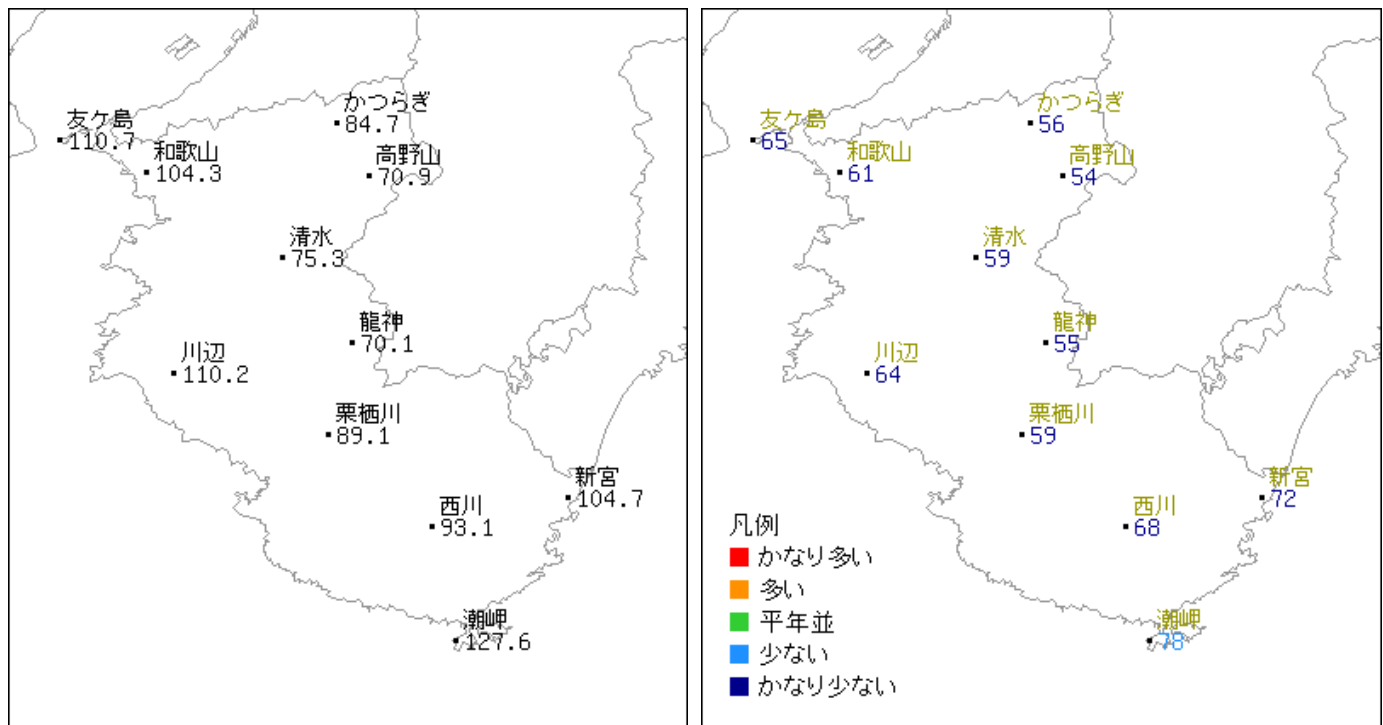 かつらぎ
84.7
友ケ島
110.7
和歌山
104.3
高野山
70.9
清水
75.3
龍神
70.1
川辺
110.2
栗栖川
89.1
新宮
104.7
西川
93.1
潮岬
127.6
かつらぎ
56
友ケ島
65
和歌山
61
高野山
54
清水
59
龍神
55
川辺
64
栗栖川
59
新宮
72
西川
68
潮岬
78
凡例
かなり多い
多い
平年並
少ない
かなり少ない